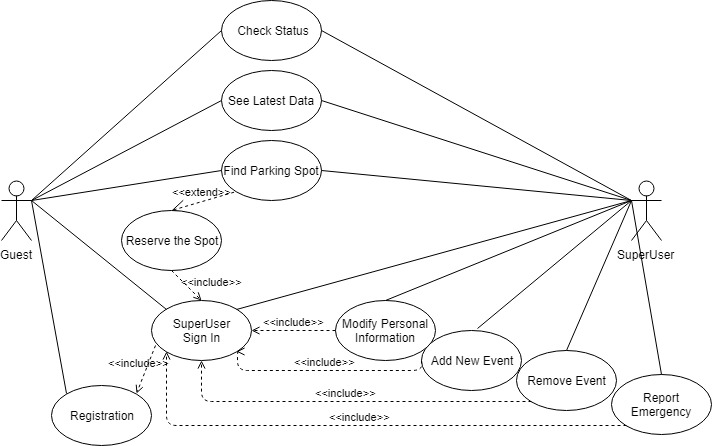 Check Status
See Latest Data
Find Parking Spot
<<extend>>
Guest
SuperUser
Reserve the Spot
<<include>>
SuperUser
Sign In
<<include>>
Modify Personal
Information
<<include>>
<<include>>
Add New Event
<<include>>
Remove Event
Registration
<<include>>
Report
Emergency